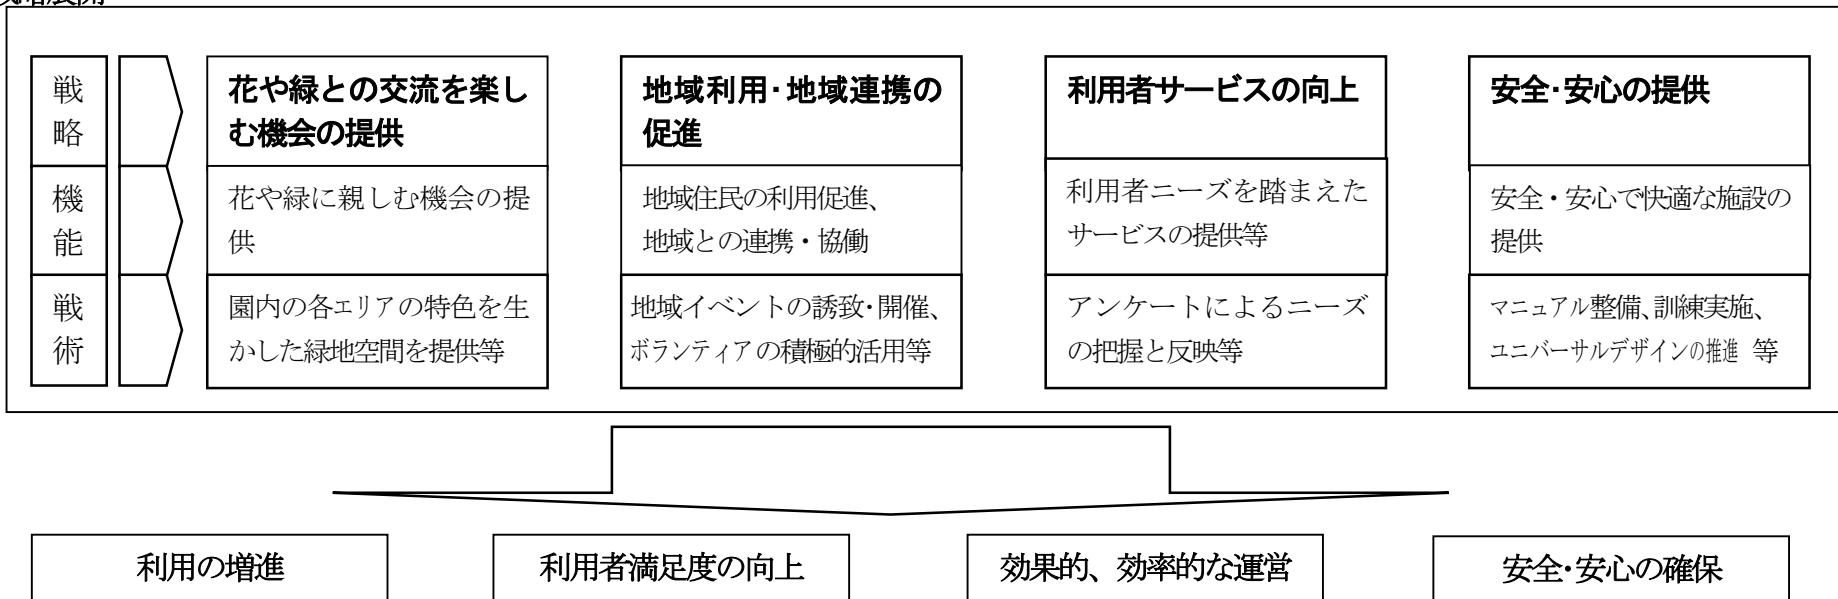 戦略
花や緑との交流を楽し
む機会の提供
地域利用･地域連携の
促進
利用者サービスの向上
安全･安心の提供
機能
花や緑に親しむ機会の提
供
地域住民の利用促進、
地域との連携・協働
利用者ニーズを踏まえた
サービスの提供等
安全・安心で快適な施設の
提供
戦術
園内の各エリアの特色を生
かした緑地空間を提供等
地域イベントの誘致･開催、
ボランティアの積極的活用等
アンケートによるニーズ
の把握と反映等
マニュアル整備、訓練実施、
ユニバーサルデザインの推進 等
利用の増進
利用者満足度の向上
効果的、効率的な運営
安全･安心の確保